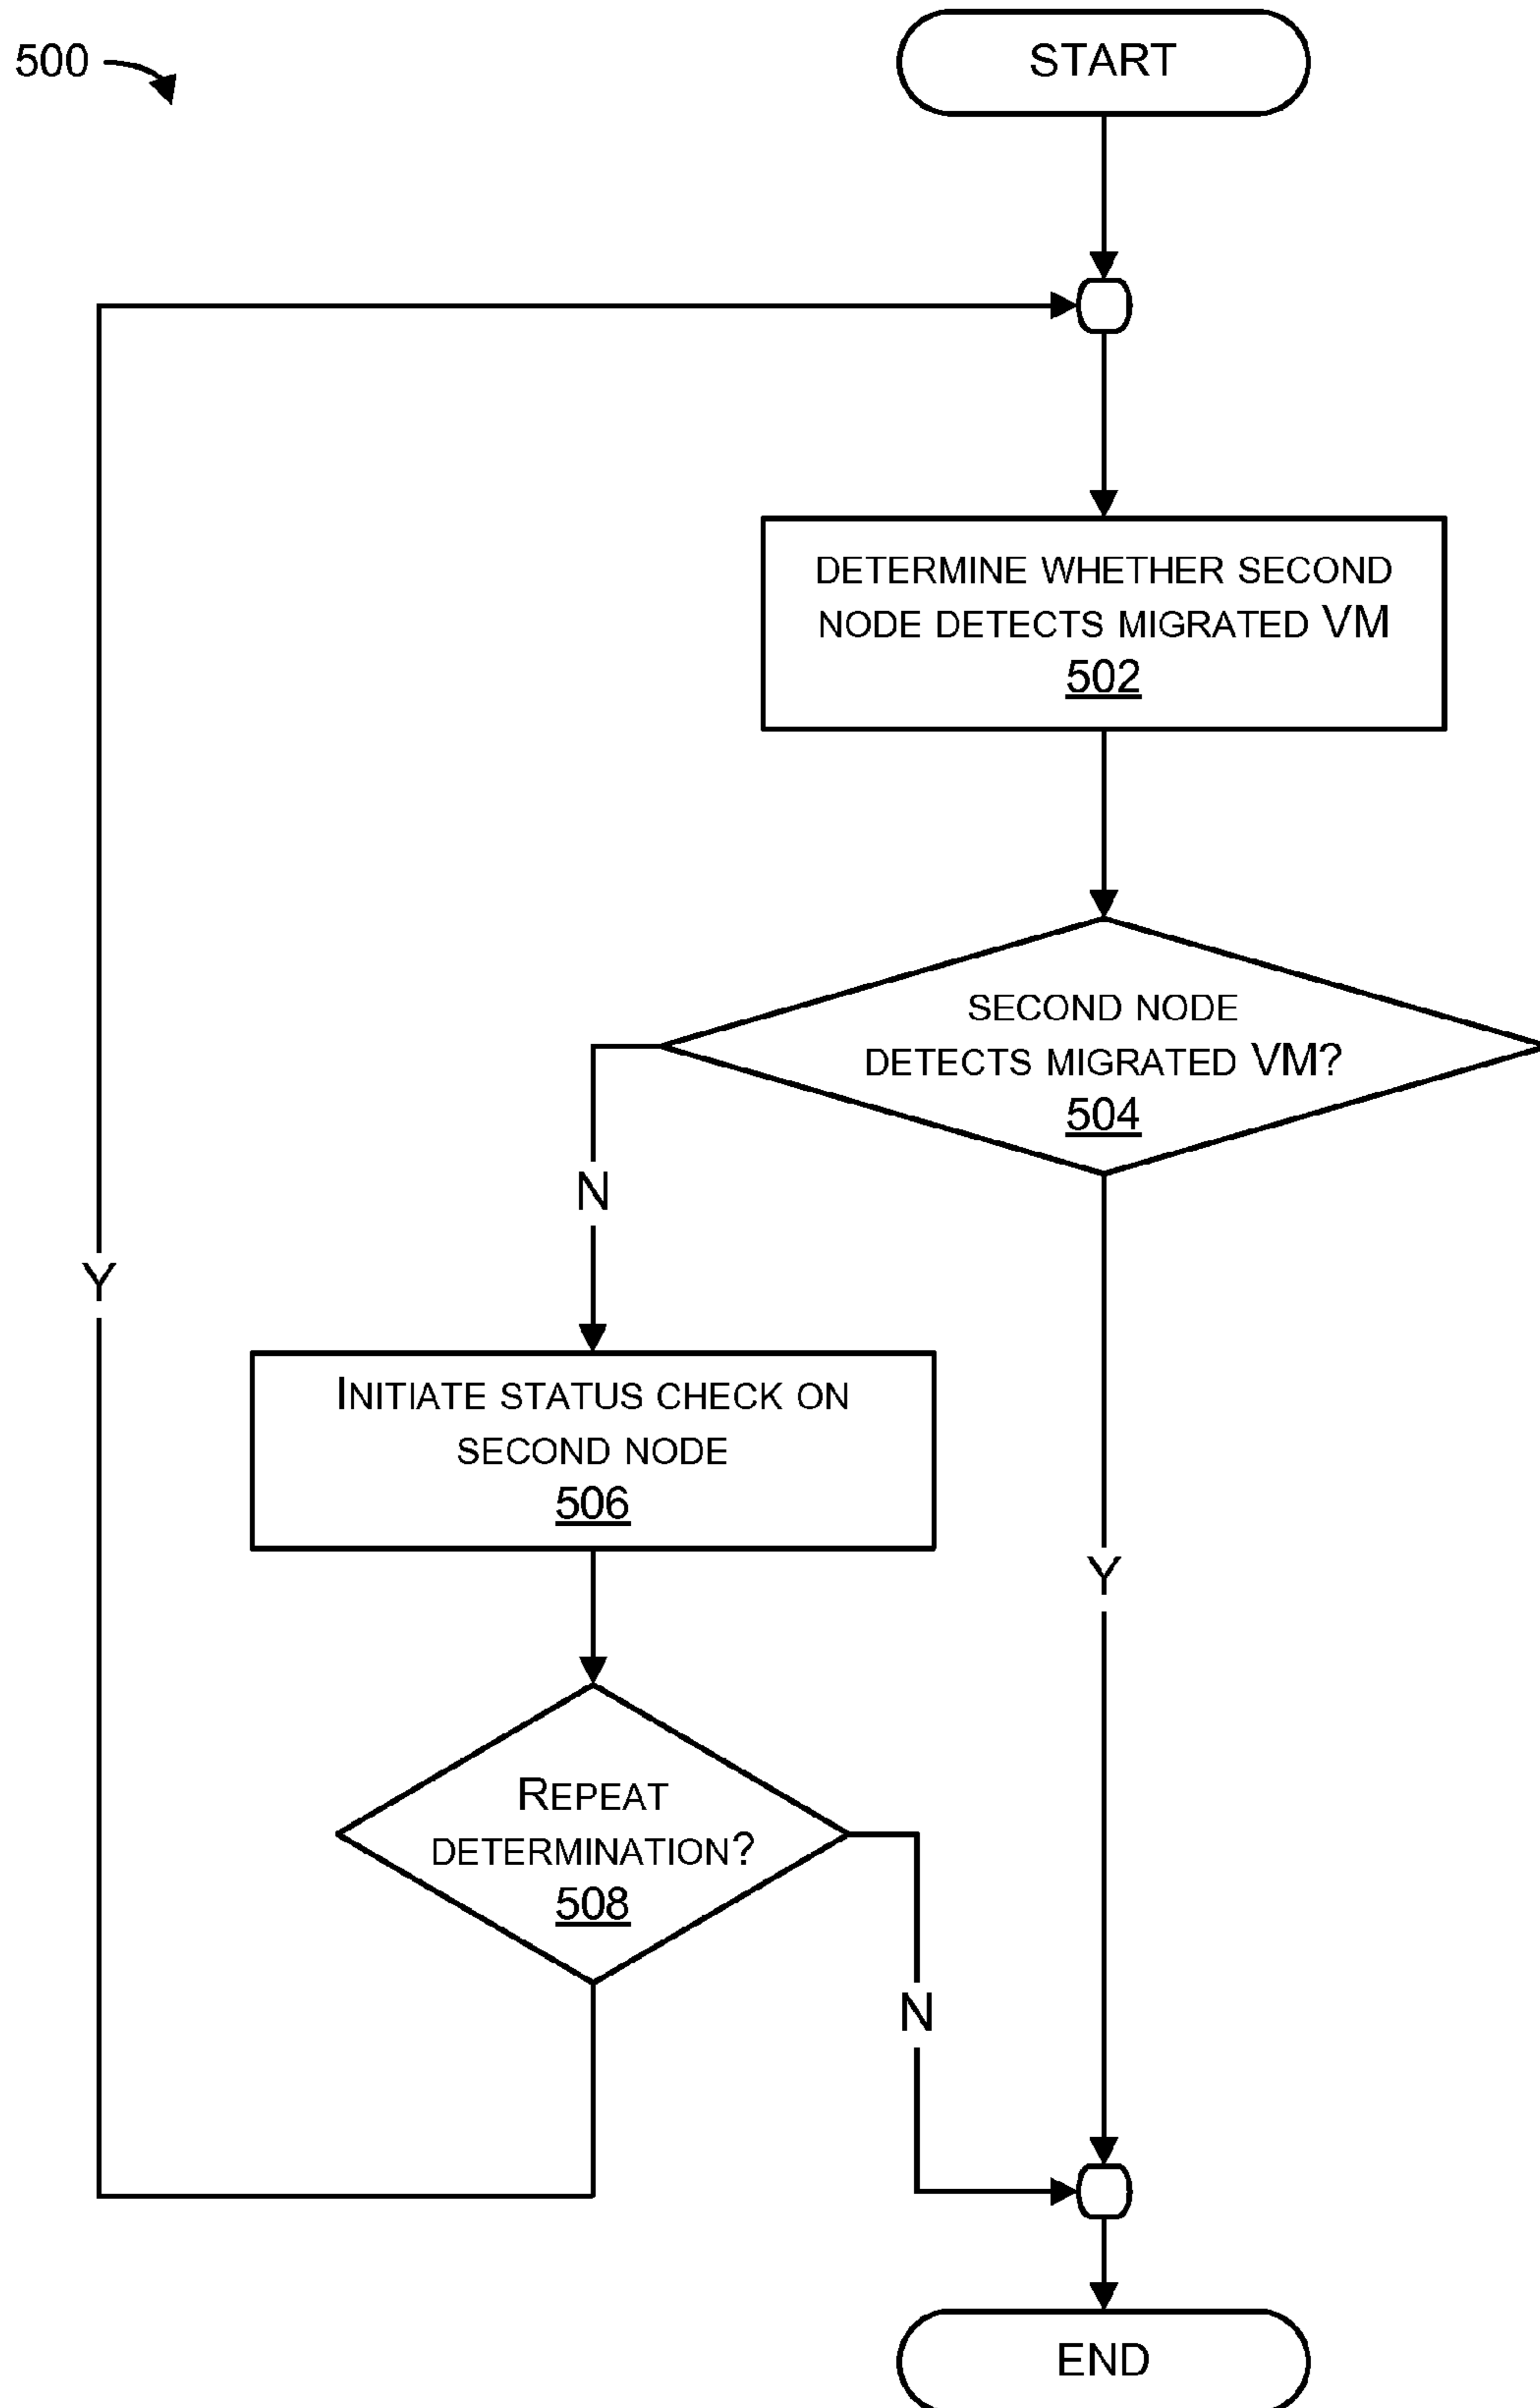 500
START
DETERMINE WHETHER SECOND
NODE DETECTS MIGRATED VM
502
SECOND NODE
DETECTS MIGRATED VM?
504
N
Y
INITIATE STATUS CHECK ON
SECOND NODE
506
Y
REPEAT
DETERMINATION?
508
N
END